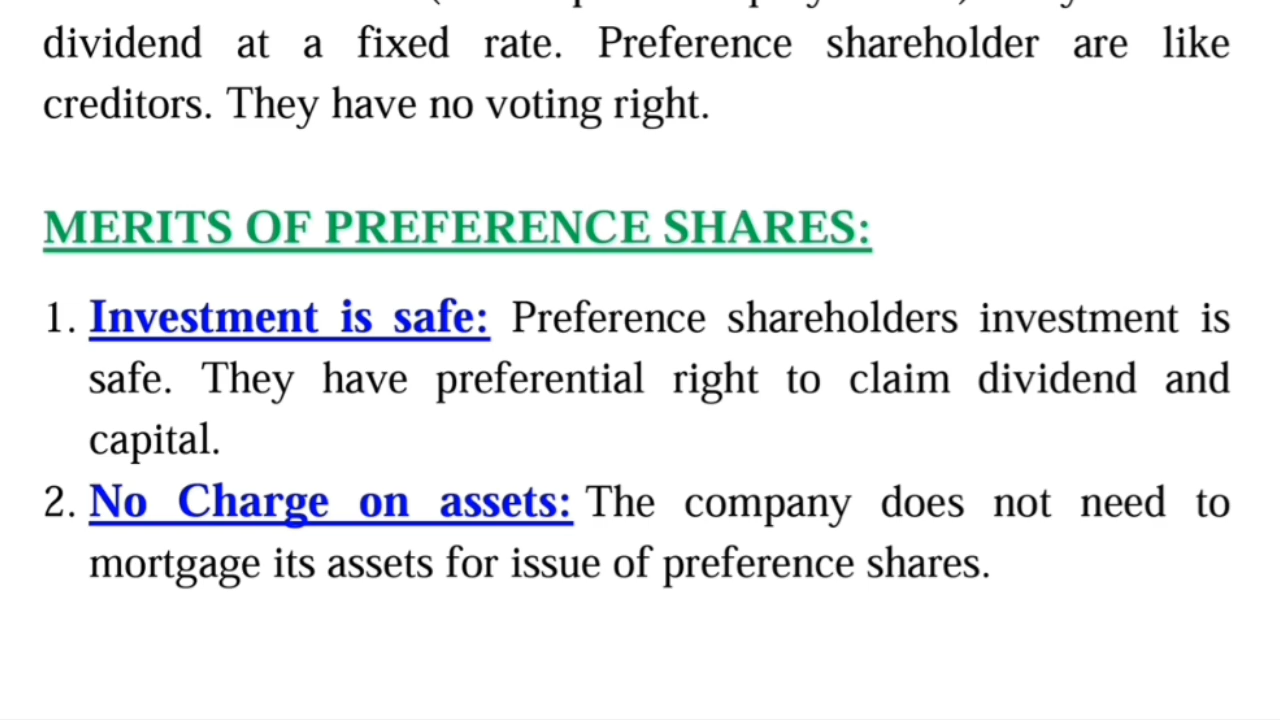 dividend at a fixed rate. Preference shareholder are like
creditors. They have no voting right.
MERITS OF PREFERENCE SHARES:
1. Investment is safe: Preference shareholders investment is
safe. They have preferential right to claim dividend and
capital.
2. No Charge on assets: The company does not need to
mortgage its assets for issue of preference shares.